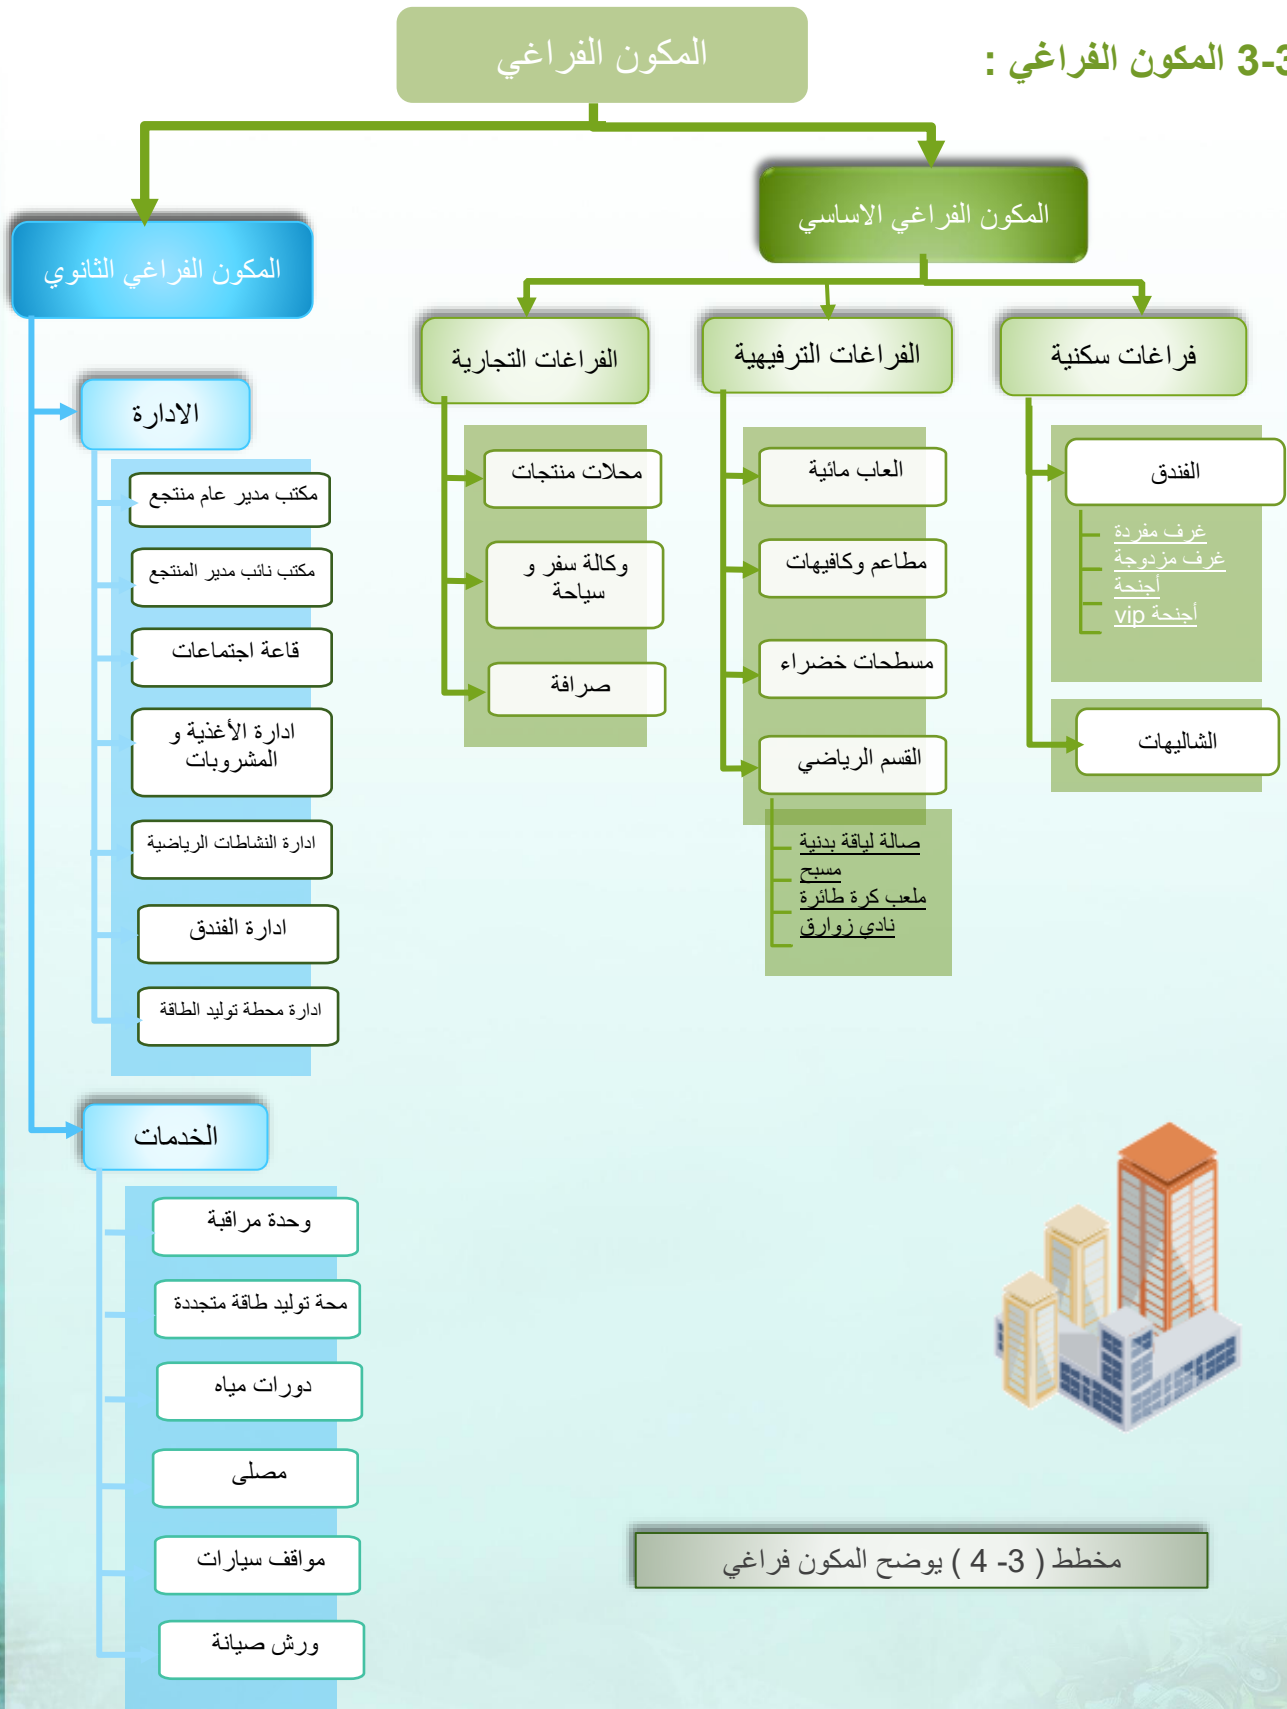 3-3 المكون الفراغي :
المكون الفراغي
المكون الفراغي الاساسي
فراغات سكنية
الفندق
غرف مفردة
غرف مزدوجة
أجنحة
أجنحة vip
الشاليهات
الفراغات الترفيهية
العاب مائية
مطاعم وكافيهات
مسطحات خضراء
القسم الرياضي
صالة لياقة بدنية
مسبح
ملعب كرة طائرة
نادي زوارق
الفراغات التجارية
محلات منتجات
وكالة سفر و
سياحة
صرافة
المكون الفراغي الثانوي
الادارة
مكتب مدير عام منتجع
مكتب نائب مدير المنتجع
قاعة اجتماعات
ادارة الأغذية و
المشروبات
ادارة النشاطات الرياضية
ادارة الفندق
ادارة محطة توليد الطاقة
الخدمات
وحدة مراقبة
محة توليد طاقة متجددة
دورات مياه
مصلى
مواقف سيارات
ورش صيانة
مخطط ( 3- 4 ) يوضح المكون فراغي